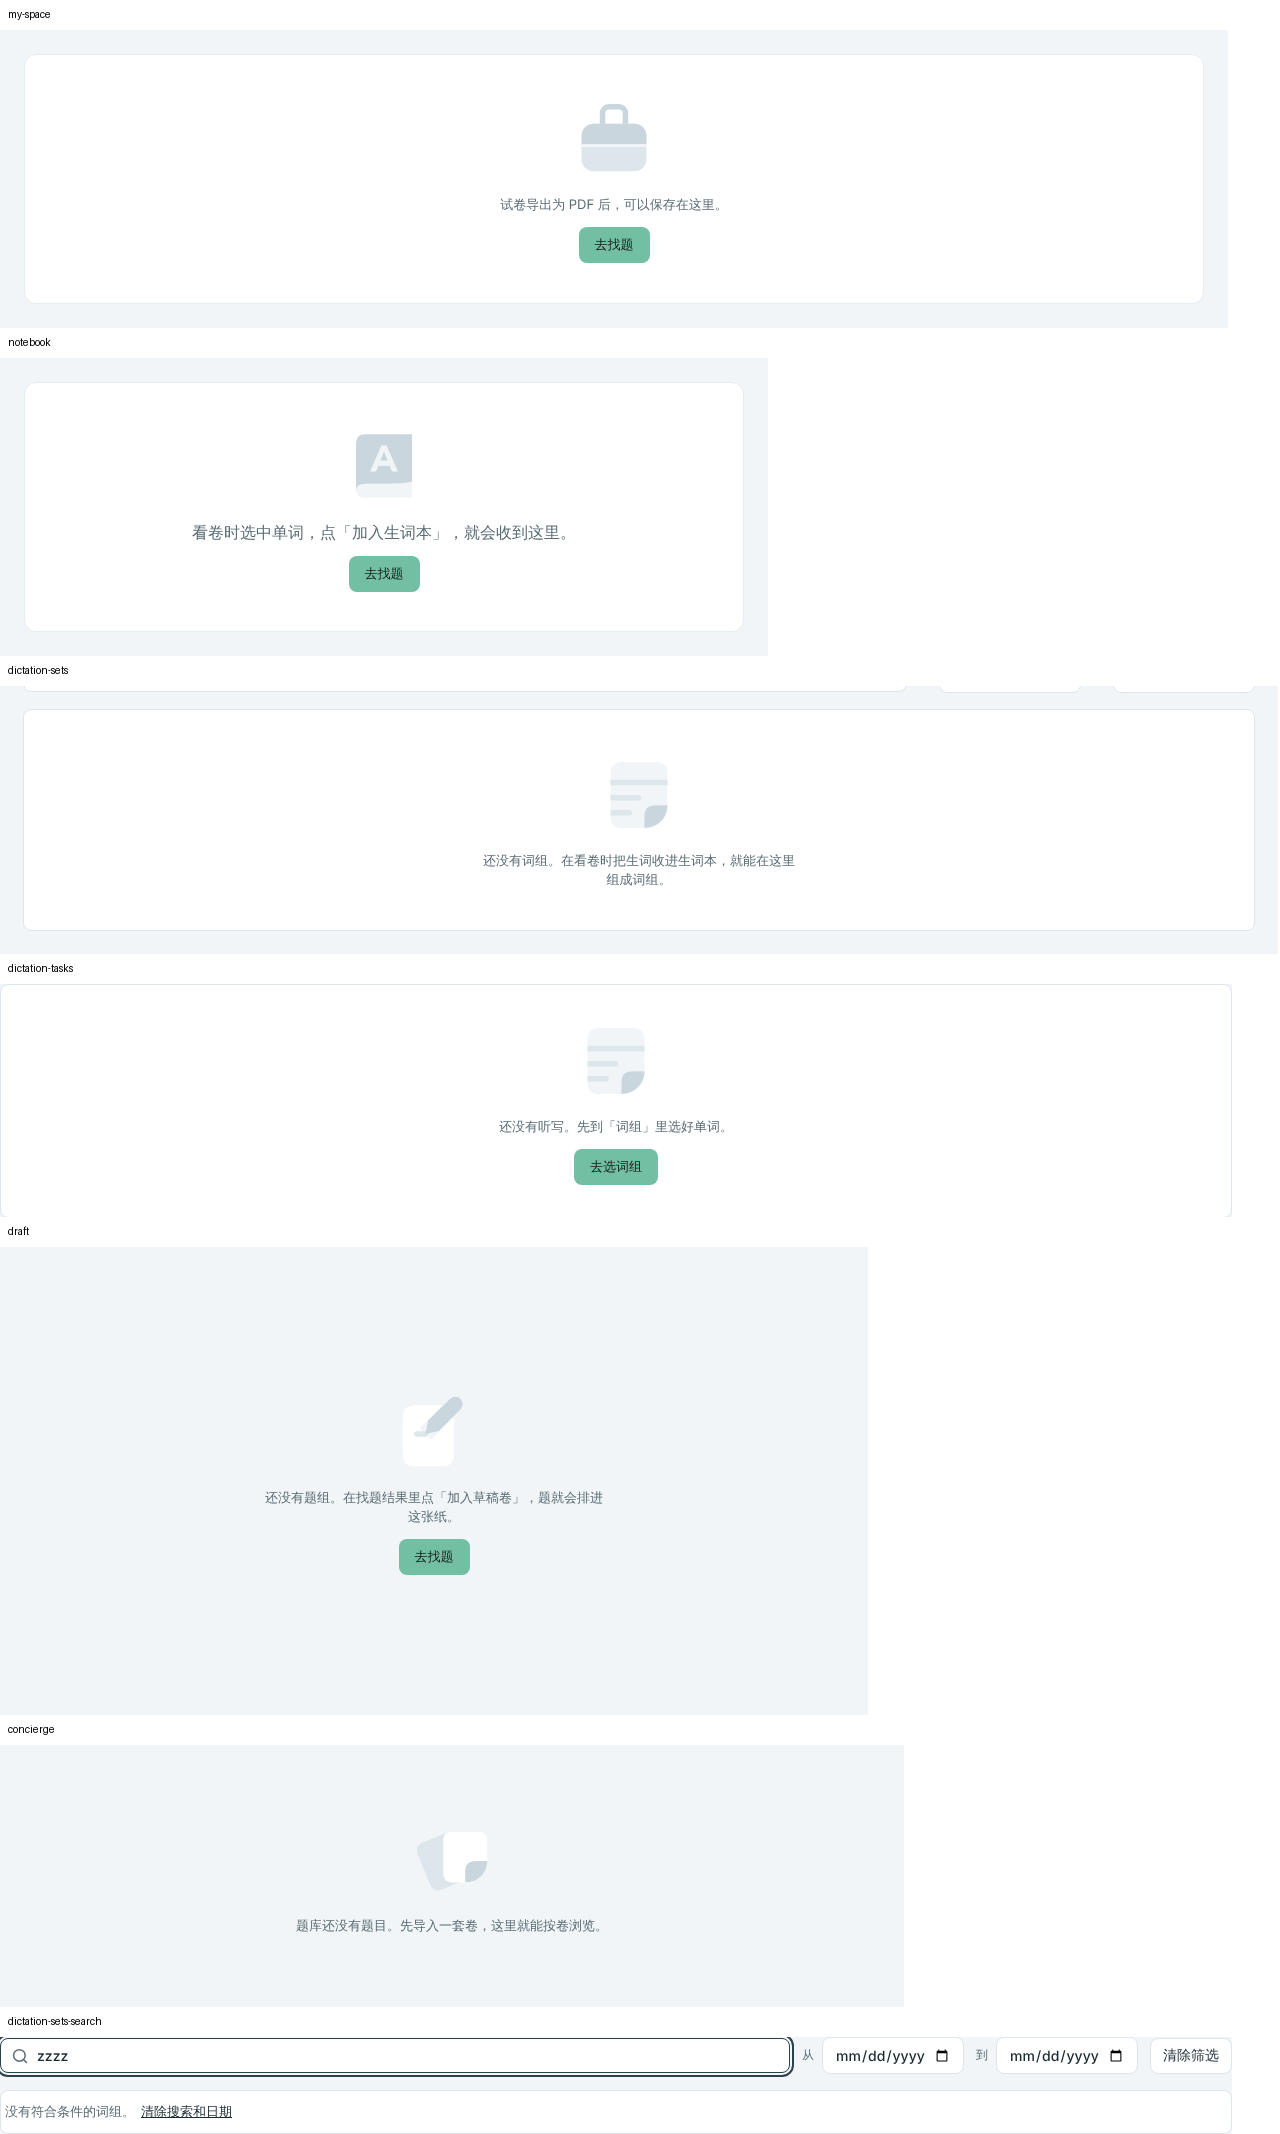 my-space
试卷导出为 PDF 后，可以保存在这里。
去找题
notebook
A
看卷时选中单词，点「加入生词本」，就会收到这里。
去找题
dictation-sets
还没有词组。在看卷时把生词收进生词本，就能在这里
组成词组。
dictation-tasks
还没有听写。先到「词组」里选好单词。
去选词组
draft
还没有题组。在找题结果里点「加入草稿卷」，题就会排进
这张纸。
去找题
concierge
题库还没有题目。先导入一套卷，这里就能按卷浏览。
dictation-sets-search
zzzz 从 mm/dd/yyyy 到 mm/dd/yyyy 清除筛选
没有符合条件的词组。 清除搜索和日期